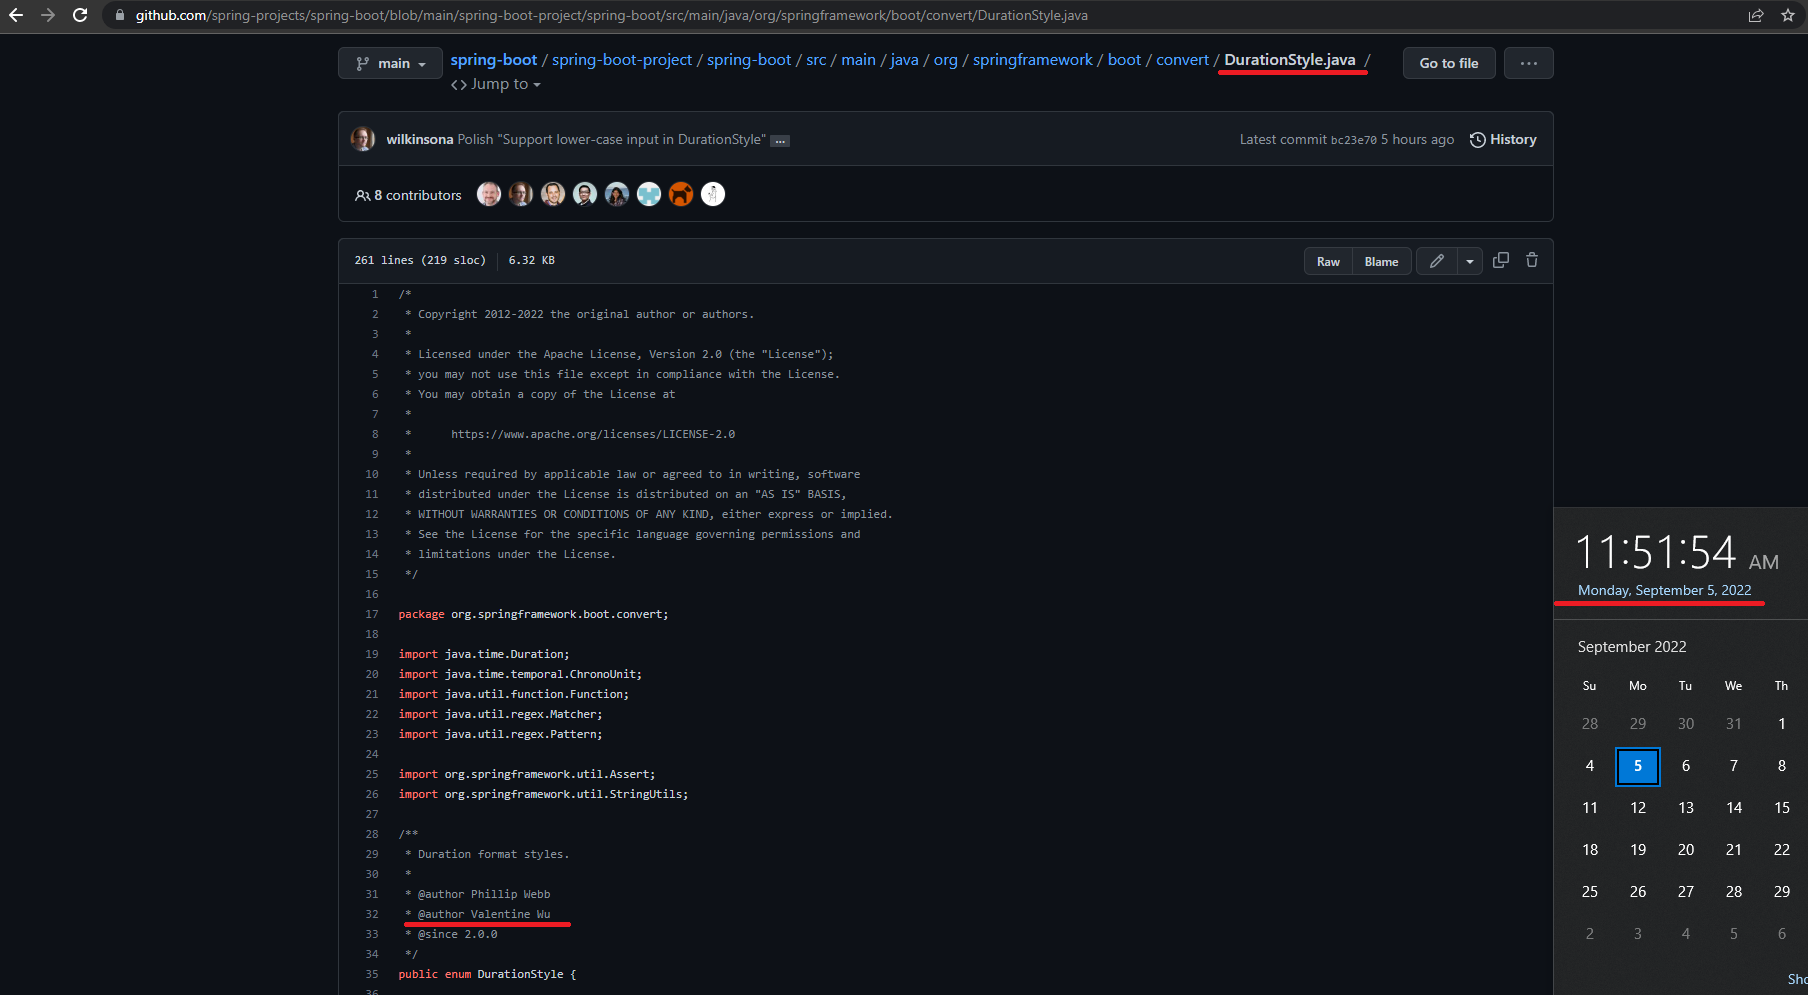 github.com/spring-projects/spring-boot/blob/main/spring-boot-project/spring-boot/src/main/java/org/springframework/boot/convert/DurationStyle.java
main
spring-boot / spring-boot-project / spring-boot / src / main / java / org / springframework / boot / convert / DurationStyle.java /
Go to file
...
<> Jump to
wilkinsona Polish "Support lower-case input in DurationStyle" ...
Latest commit bc23e70 5 hours ago
History
8 contributors
261 lines (219 sloc)
6.32 KB
Raw
Blame
1 /*
2 * Copyright 2012-2022 the original author or authors.
3 *
4 * Licensed under the Apache License, Version 2.0 (the "License");
5 * you may not use this file except in compliance with the License.
6 * You may obtain a copy of the License at
7 *
8 * https://www.apache.org/licenses/LICENSE-2.0
9 *
10 * Unless required by applicable law or agreed to in writing, software
11 * distributed under the License is distributed on an "AS IS" BASIS,
12 * WITHOUT WARRANTIES OR CONDITIONS OF ANY KIND, either express or implied.
13 * See the License for the specific language governing permissions and
14 * limitations under the License.
15 */
16
17 package org.springframework.boot.convert;
18
19 import java.time.Duration;
20 import java.time.temporal.ChronoUnit;
21 import java.util.function.Function;
22 import java.util.regex.Matcher;
23 import java.util.regex.Pattern;
24
25 import org.springframework.util.Assert;
26 import org.springframework.util.StringUtils;
27
28 /**
29 * Duration format styles.
30 *
31 * @author Phillip Webb
32 * @author Valentine Wu
33 * @since 2.0.0
34 */
35 public enum DurationStyle {
36
11:51:54 AM
Monday, September 5, 2022
September 2022
Su Mo Tu We Th
28 29 30 31 1
4 5 6 7 8
11 12 13 14 15
18 19 20 21 22
25 26 27 28 29
2 3 4 5 6
Sho